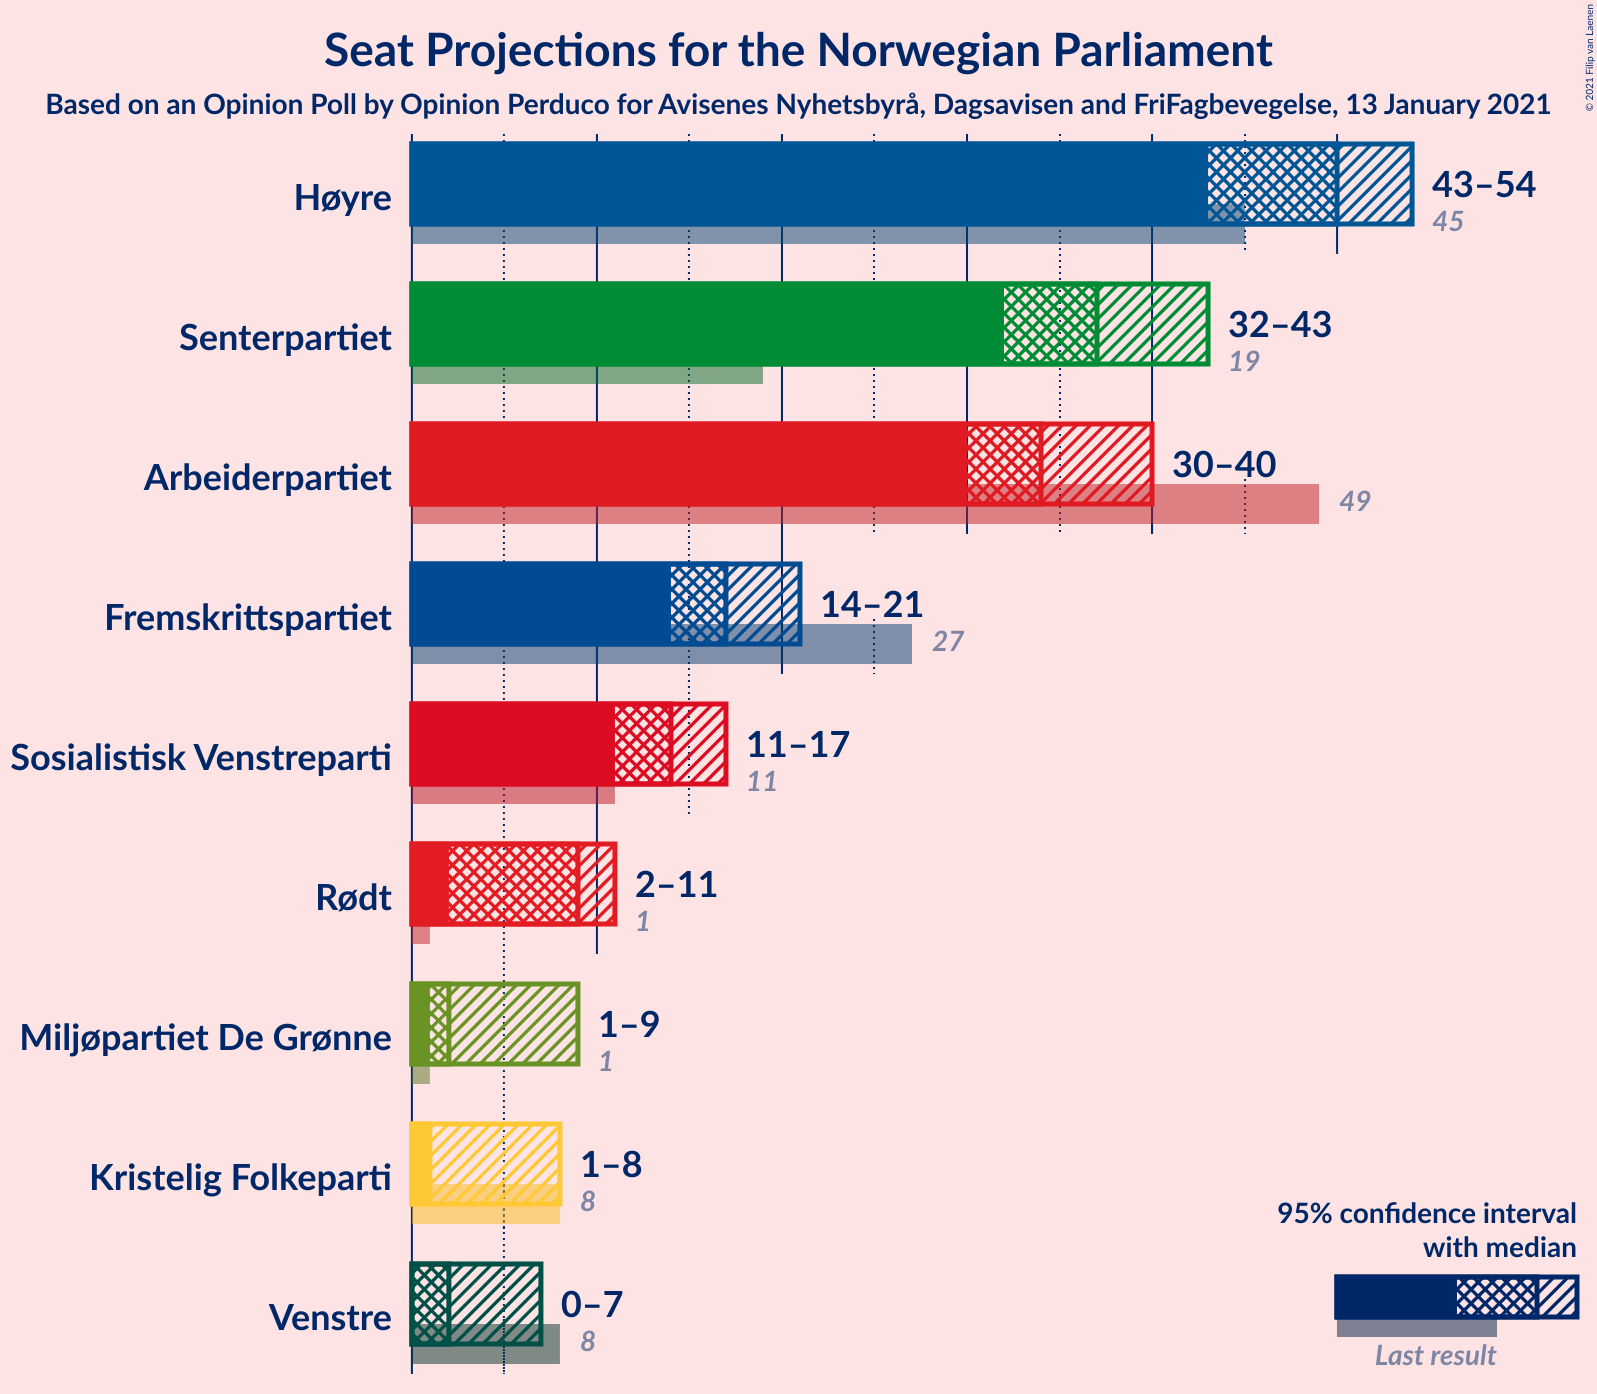 Seat Projections for the Norwegian Parliament
Based on an Opinion Poll by Opinion Perduco for Avisenes Nyhetsbyrå, Dagsavisen and FriFagbevegelse, 13 January 2021
© 2021 Filip van Laenen
Høyre
43–54
45
Senterpartiet
32–43
19
Arbeiderpartiet
30–40
49
Fremskrittspartiet
14–21
27
Sosialistisk Venstreparti
11–17
11
Rødt
2–11
1
Miljøpartiet De Grønne
1–9
1
Kristelig Folkeparti
1–8
8
Venstre
0–7
8
95% confidence interval
with median
Last result